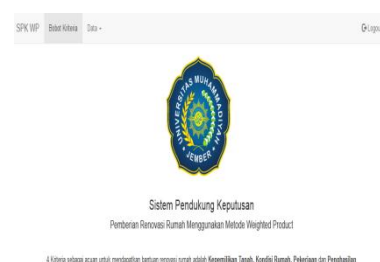 SPK WP Bobot Kriteria Data Logout
UNIVERSITAS MUHAMMADIYAH
JEMBER
Sistem Pendukung Keputusan
Pemberian Renovasi Rumah Menggunakan Metode Weighted Product
4 Kriteria sebagai acuan untuk mendapatkan bantuan renovasi rumah adalah Kepemilikan Tanah, Kondisi Rumah, Pekerjaan dan Penghasilan